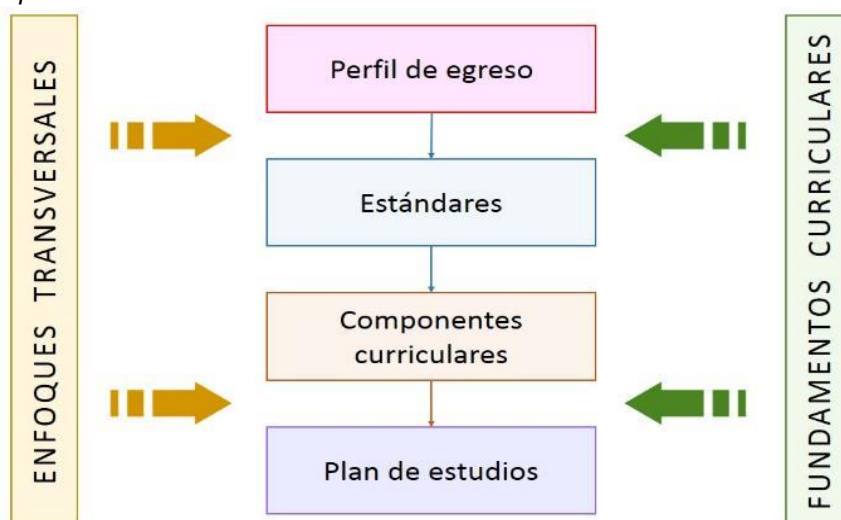 ENFOQUES TRANSVERSALES
Perfil de egreso
Estándares
Componentes
curriculares
Plan de estudios
FUNDAMENTOS CURRICULARES